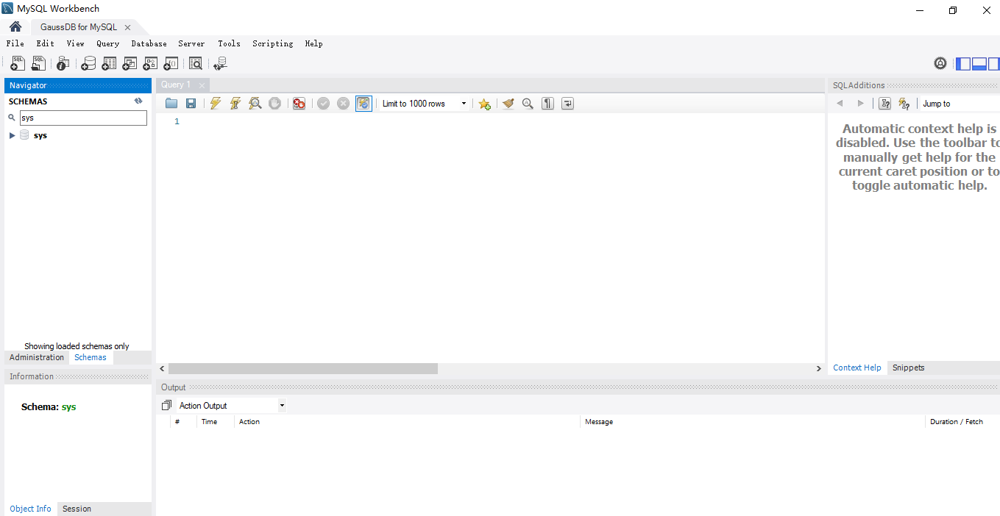 MySQL Workbench
GaussDB for MySQL
File Edit View Query Database Server Tools Scripting Help
Navigator
SCHEMAS
sys
sys
Showing loaded schemas only
Administration Schemas
Information
Schema: sys
Object Info Session
Query 1
Limit to 1000 rows
1
Output
Action Output
# Time Action Message Duration / Fetch
SQLAdditions
Jump to
Automatic context help is
disabled. Use the toolbar to
manually get help for the
current caret position or to
toggle automatic help.
Context Help Snippets